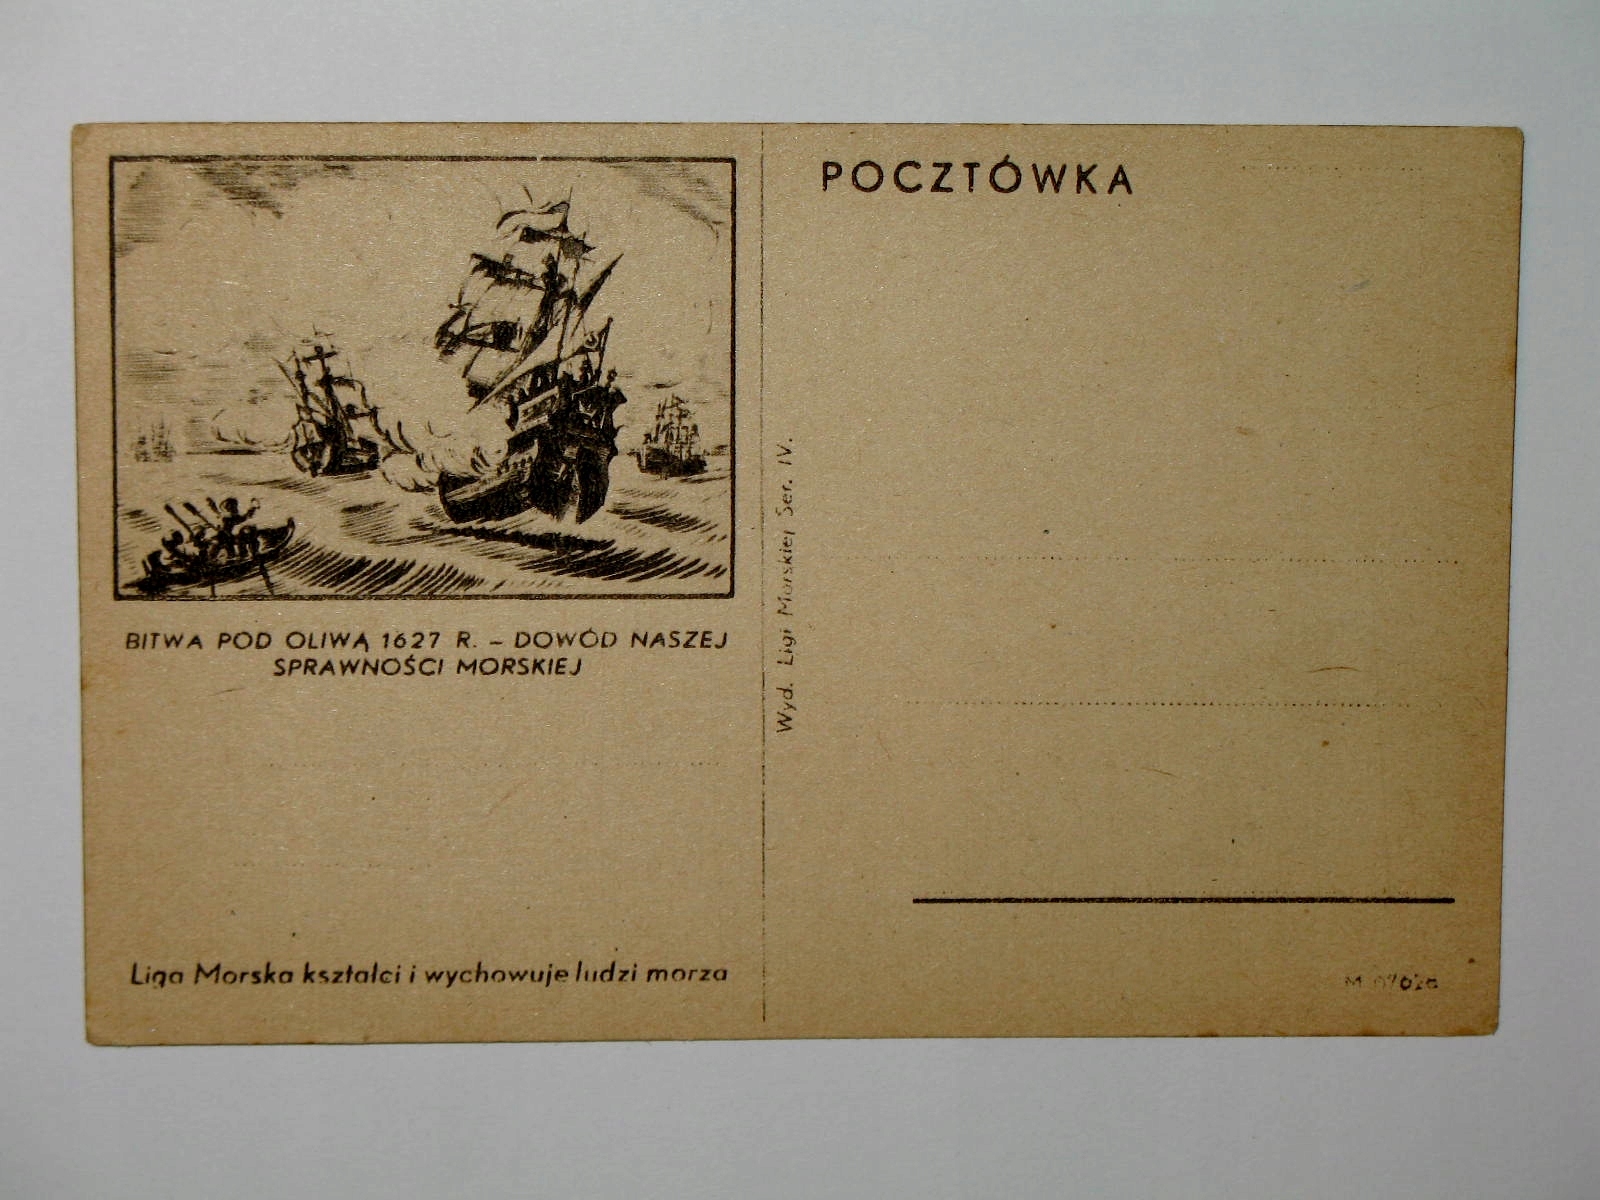 POCZTÓWKA
BITWA POD OLIWĄ 1627 R. – DOWÓD NASZEJ
SPRAWNOŚCI MORSKIEJ
Wyd. Ligi Morskiej Ser. IV.
Liga Morska kształci i wychowuje ludzi morza